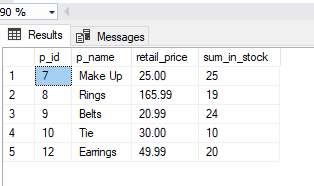 90 %
Results Messages
p_id p_name retail_price sum_in_stock
1 7 Make Up 25.00 25
2 8 Rings 165.99 19
3 9 Belts 20.99 24
4 10 Tie 30.00 10
5 12 Earrings 49.99 20